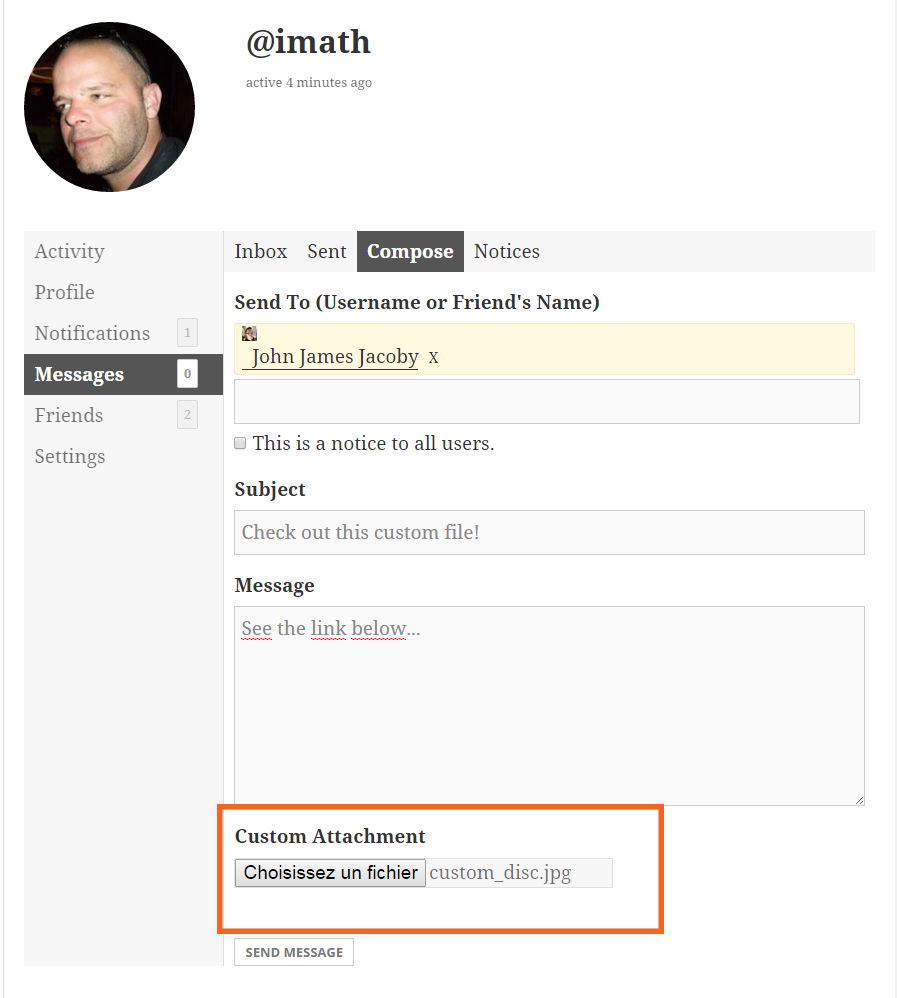 @imath
active 4 minutes ago
Activity
Profile
Notifications 1
Messages 0
Friends 2
Settings
Inbox Sent Compose Notices
Send To (Username or Friend's Name)
John James Jacoby X
This is a notice to all users.
Subject
Check out this custom file!
Message
See the link below...
Custom Attachment
Choisissez un fichier custom_disc.jpg
SEND MESSAGE